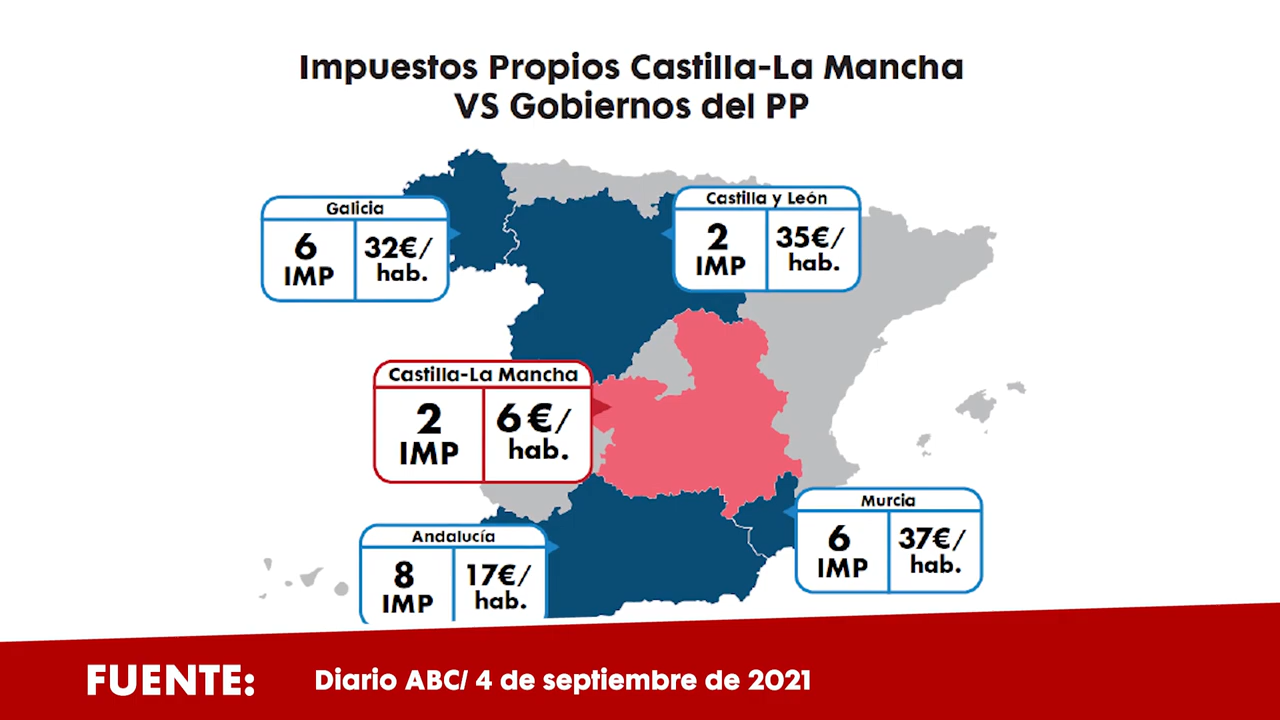 Impuestos Propios Castilla-La Mancha
VS Gobiernos del PP
Galicia
6
IMP
32€/
hab.
Castilla y León
2
IMP
35€/
hab.
Castilla-La Mancha
2
IMP
6€/
hab.
Murcia
6
IMP
37€/
hab.
Andalucía
8
IMP
17€/
hab.
FUENTE: Diario ABC/ 4 de septiembre de 2021